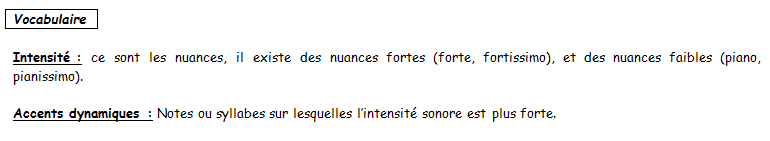 Vocabulaire
Intensité : ce sont les nuances, il existe des nuances fortes (forte, fortissimo), et des nuances faibles (piano,
pianissimo).
Accents dynamiques : Notes ou syllabes sur lesquelles l'intensité sonore est plus forte.